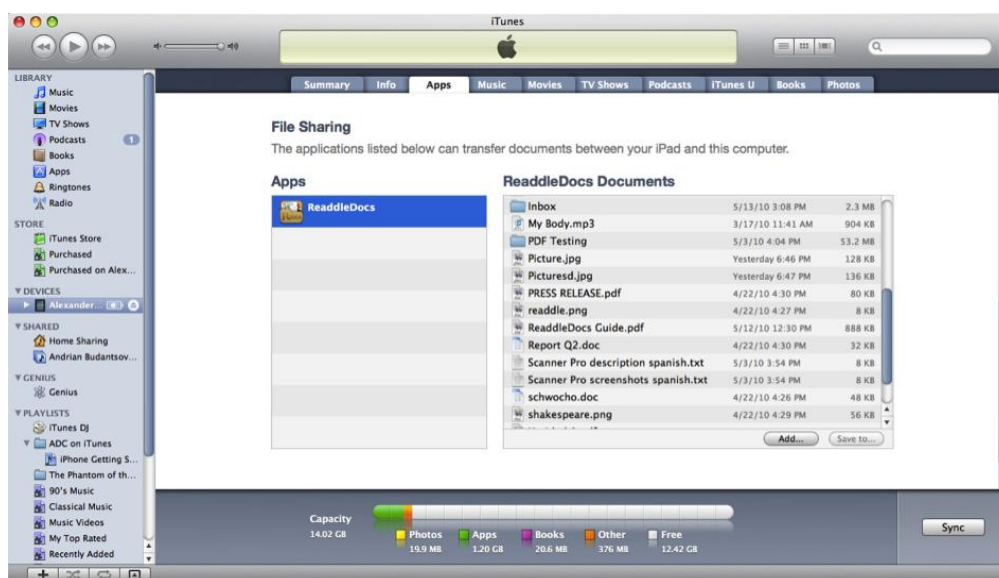 iTunes
LIBRARY
Music
Movies
TV Shows
Podcasts 1
Books
Apps
Ringtones
Radio
STORE
iTunes Store
Purchased
Purchased on Alex...
DEVICES
Alexander...
SHARED
Home Sharing
Andrian Budantsov...
GENIUS
Genius
PLAYLISTS
iTunes DJ
ADC on iTunes
iPhone Getting S...
The Phantom of th...
90's Music
Classical Music
Music Videos
My Top Rated
Recently Added
Summary Info Apps Music Movies TV Shows Podcasts iTunes U Books Photos
File Sharing
The applications listed below can transfer documents between your iPad and this computer.
Apps
ReaddleDocs
ReaddleDocs Documents
Inbox 5/13/10 3:08 PM 2.3 MB
My Body.mp3 3/17/10 11:41 AM 904 KB
PDF Testing 5/3/10 4:04 PM 53.2 MB
Picture.jpg Yesterday 6:46 PM 128 KB
Picturesd.jpg Yesterday 6:47 PM 136 KB
PRESS RELEASE.pdf 4/22/10 4:30 PM 80 KB
readdle.png 4/22/10 4:27 PM 8 KB
ReaddleDocs Guide.pdf 5/12/10 12:30 PM 888 KB
Report Q2.doc 4/22/10 4:30 PM 32 KB
Scanner Pro description spanish.txt 5/3/10 3:54 PM 8 KB
Scanner Pro screenshots spanish.txt 5/3/10 3:54 PM 8 KB
schwocho.doc 4/22/10 4:26 PM 48 KB
shakespeare.png 4/22/10 4:29 PM 56 KB
Add... Save to...
Capacity
14.02 GB
Photos Apps Books Other Free
19.9 MB 1.20 GB 20.6 MB 376 MB 12.42 GB
Sync